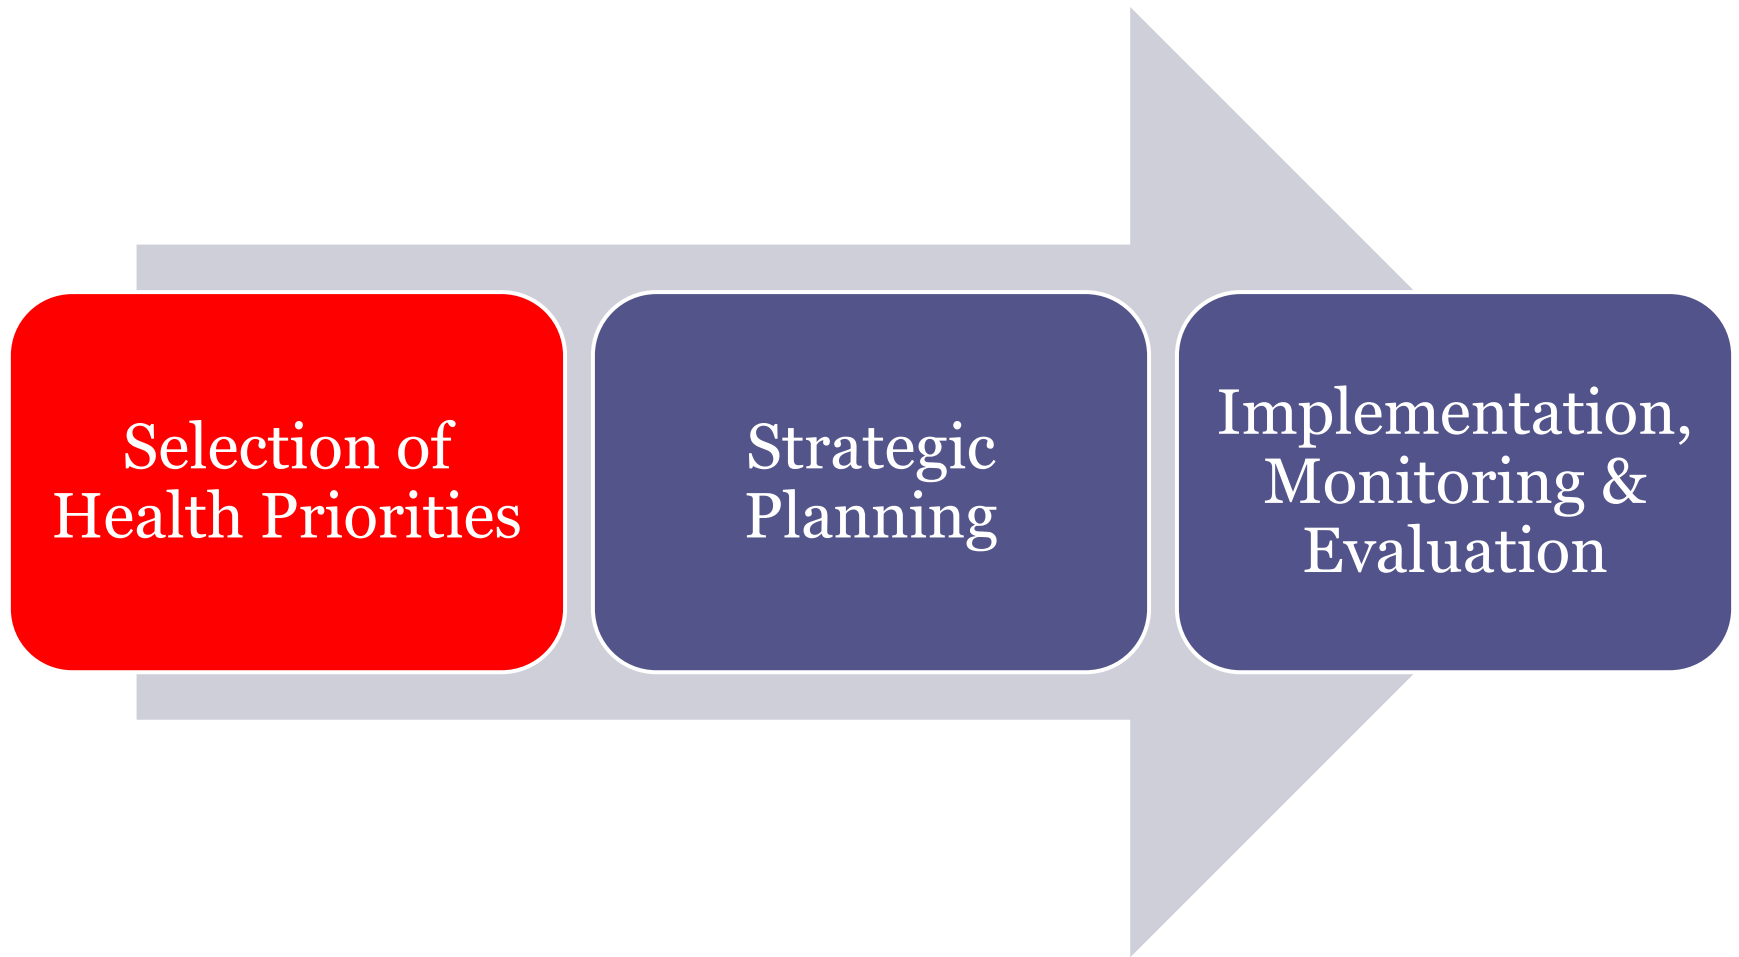 Selection of
Health Priorities
Strategic
Planning
Implementation,
Monitoring &
Evaluation